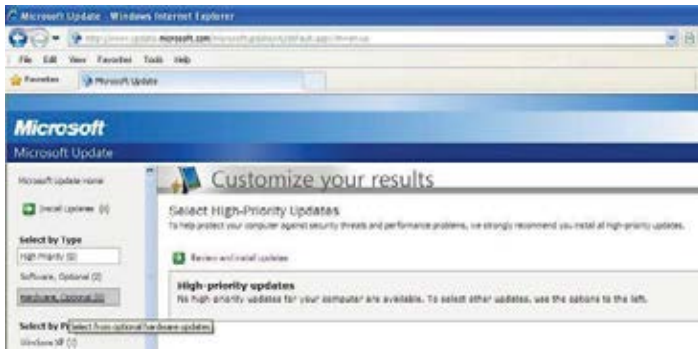 Microsoft Update - Windows Internet Explorer
File Edit View Favorites Tools Help
Favorites Microsoft Update
Microsoft
Microsoft Update
Microsoft Update Home
Customize your results
Install Updates
Select High-Priority Updates
To help protect your computer against security threats and performance problems, we strongly recommend you install all high-priority updates.
Select by Type
High Priority (0)
Review and install updates
Software, Optional (2)
High-priority updates
Hardware, Optional
No high-priority updates for your computer are available. To select other updates, use the options to the left.
Select by
Select from optional hardware updates
Windows XP